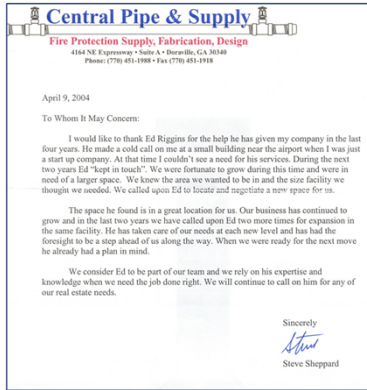 Central Pipe & Supply
Fire Protection Supply, Fabrication, Design
4164 NE Expressway • Suite A • Doraville, GA 30340
Phone: (770) 451-1988 • Fax (770) 451-1918
April 9, 2004
To Whom It May Concern:
I would like to thank Ed Riggins for the help he has given my company in the last
four years. He made a cold call on me at a small building near the airport when I was just
a start up company. At that time I couldn't see a need for his services. During the next
two years Ed "kept in touch". We were fortunate to grow during this time and were in
need of a larger space. We knew the area we wanted to be in and the size facility we
thought we needed. We called upon Ed to locate and negotiate a new space for us.
The space he found is in a great location for us. Our business has continued to
grow and in the last two years we have called upon Ed two more times for expansion in
the same facility. He has taken care of our needs at each new level and has had the
foresight to be a step ahead of us along the way. When we were ready for the next move
he already had a plan in mind.
We consider Ed to be part of our team and we rely on his expertise and
knowledge when we need the job done right. We will continue to call on him for any of
our real estate needs.
Sincerely
Steve
Steve Sheppard